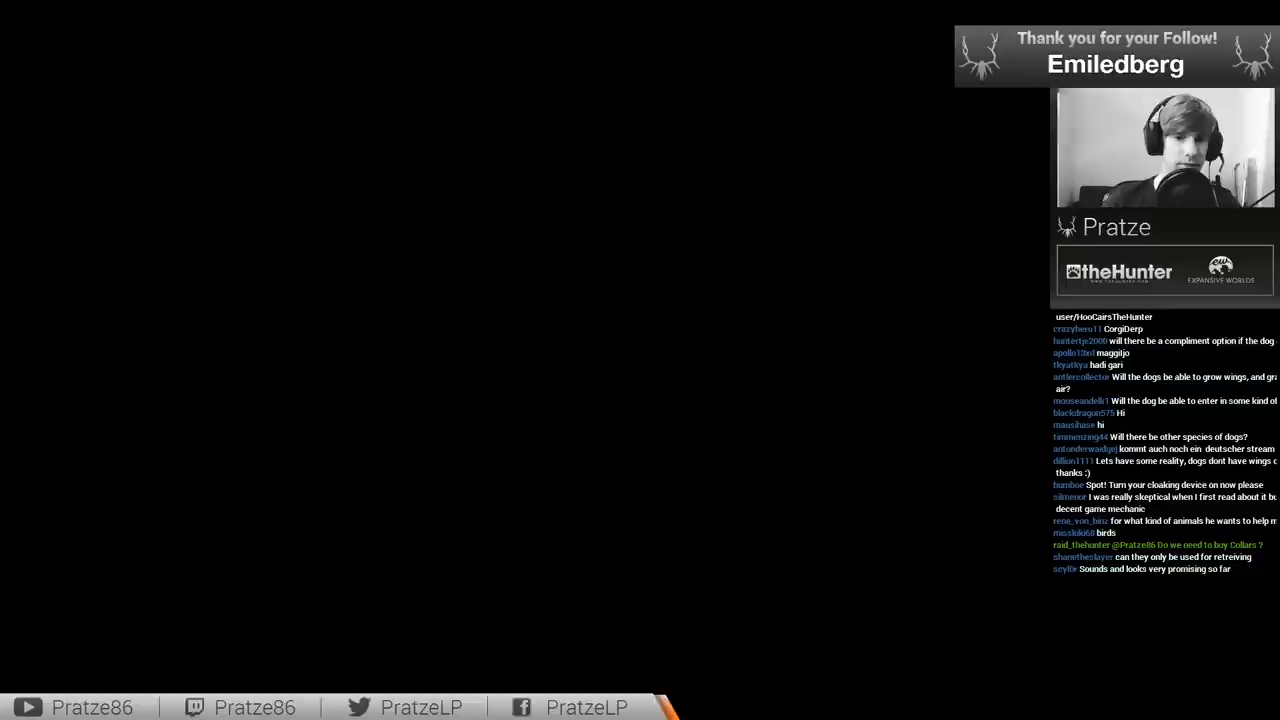 Thank you for your Follow!
Emiledberg
Pratze
theHunter
WWW.THEHUNTER.COM
EXPANSIVE WORLDS
user/HooCairsTheHunter
crazyhero11 CorgiDerp
huntertje2000 will there be a compliment option if the dog
apollo13xd maggitjo
tkyatkya hadi gari
antlercollector Will the dogs be able to grow wings, and gra
air?
mooseandelk1 Will the dog be able to enter in some kind of
blackdragon575 Hi
mausihase hi
timmenzing44 Will there be other species of dogs?
antonderwaidgej kommt auch noch ein deutscher stream
dillion1111 Lets have some reality, dogs dont have wings
thanks :)
humboe Spot! Turn your cloaking device on now please
silmenor I was really skeptical when I first read about it bu
decent game mechanic
rene_von_binz for what kind of animals he wants to help m
misskiki68 birds
raid_thehunter @Pratze86 Do we need to buy Collars ?
shanetheslayer can they only be used for retreiving
scyl0r Sounds and looks very promising so far
Pratze86 Pratze86 PratzeLP PratzeLP